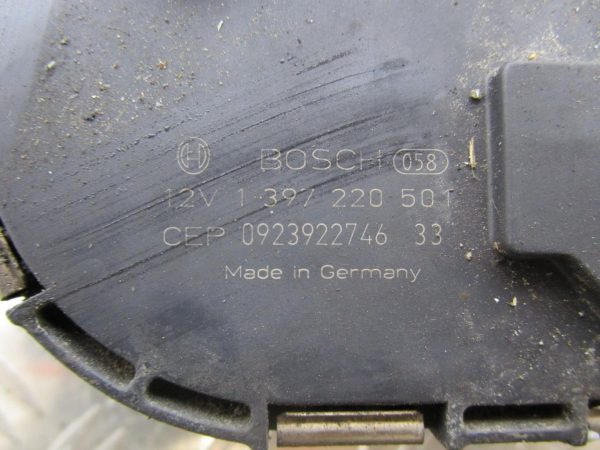 BOSCH 058
12V 1 397 220 501
CEP 0923922746 33
Made in Germany